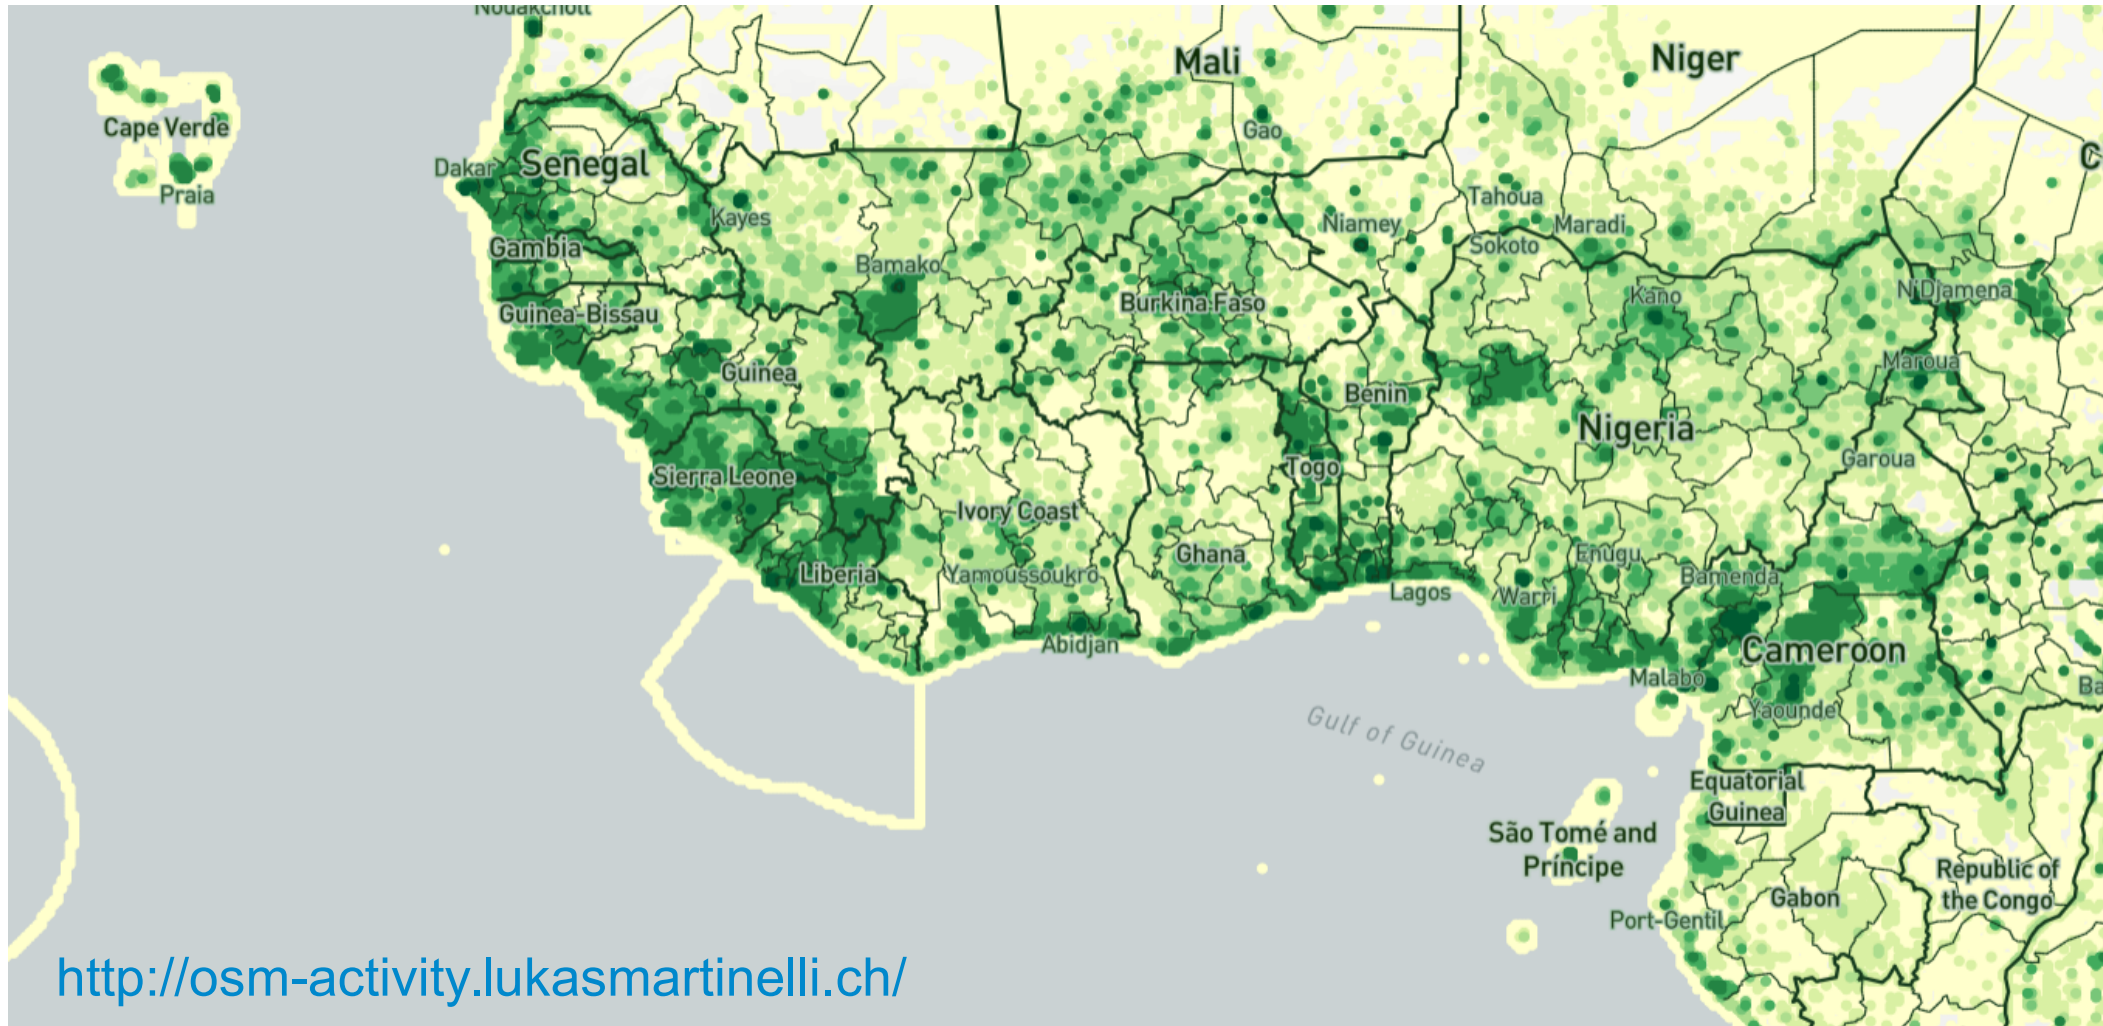 Nouakchott
Mali
Niger
Cape Verde
Gao
Dakar
Senegal
C
Praia
Kayes
Tahoua
Niamey
Maradi
Gambia
Sokoto
Bamako
N'Djamena
Guinea-Bissau
Burkina Faso
Kano
Guinea
Maroua
Benin
Nigeria
Sierra Leone
Togo
Garoua
Ivory Coast
Ghana
Enugu
Liberia
Yamoussoukro
Bamenda
Lagos
Warri
Abidjan
Cameroon
Malabo
Ba
Yaounde
Gulf of Guinea
Equatorial
Guinea
São Tomé and
Príncipe
Republic of
the Congo
Gabon
Port-Gentil
http://osm-activity.lukasmartinelli.ch/